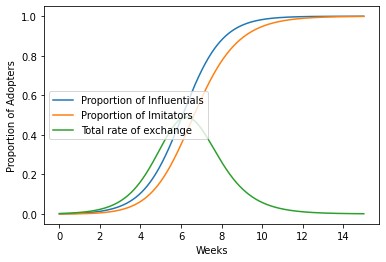 1.0
0.8
0.6
0.4
0.2
0.0
Proportion of Adopters
Proportion of Influentials
Proportion of Imitators
Total rate of exchange
0 2 4 6 8 10 12 14
Weeks